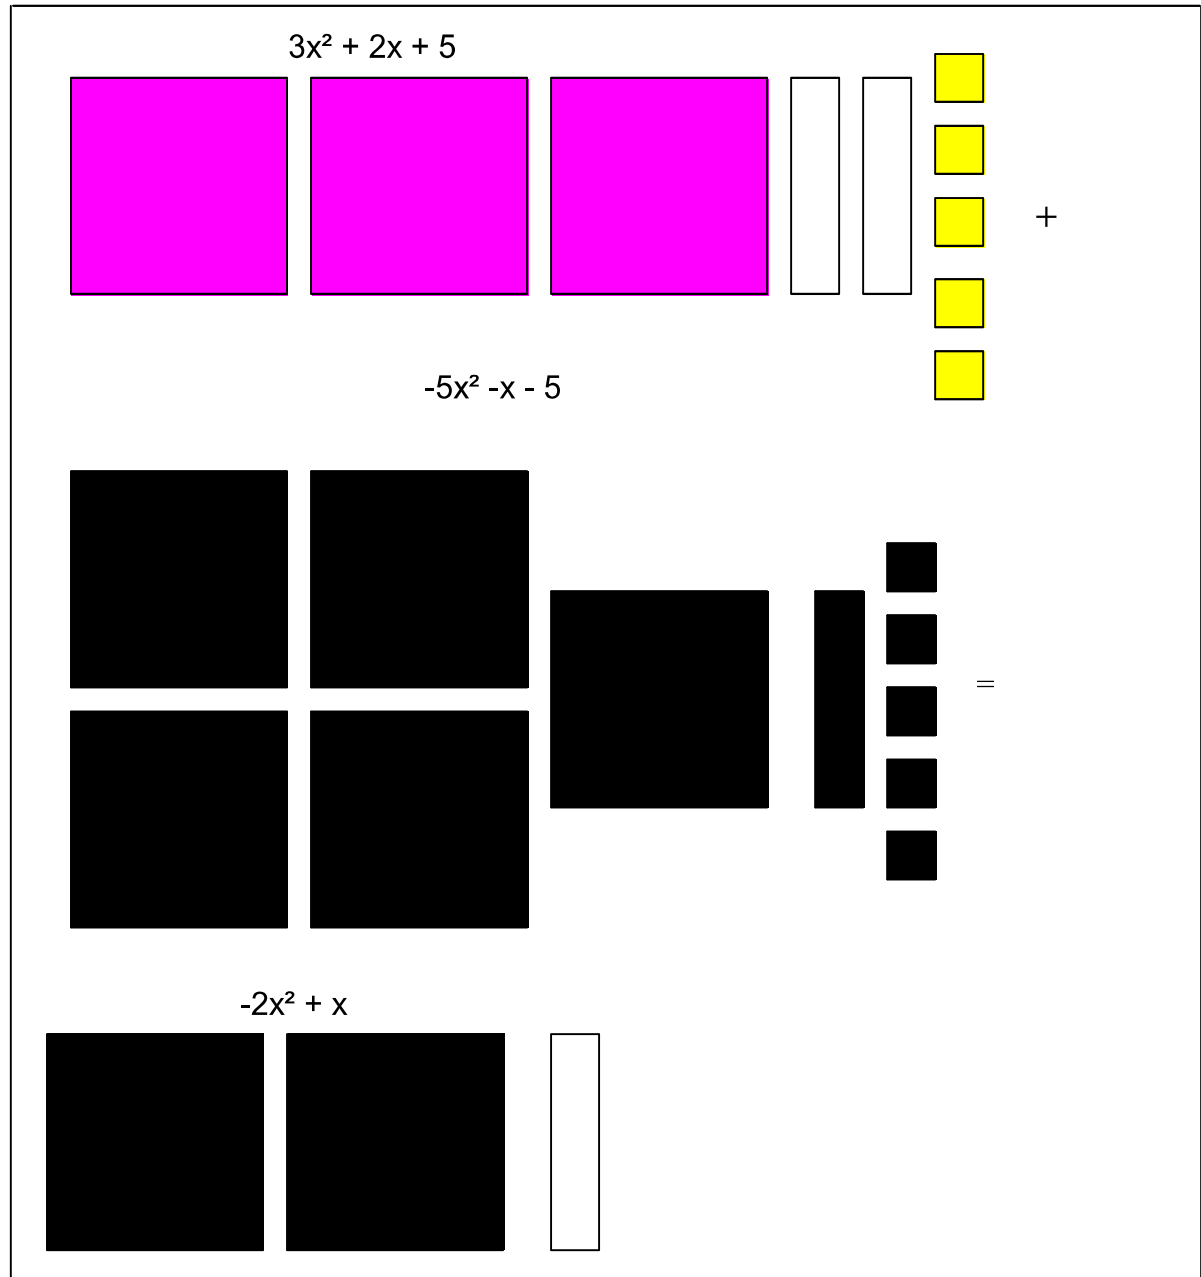 3x² + 2x + 5
+
-5x² -x - 5
=
-2x² + x